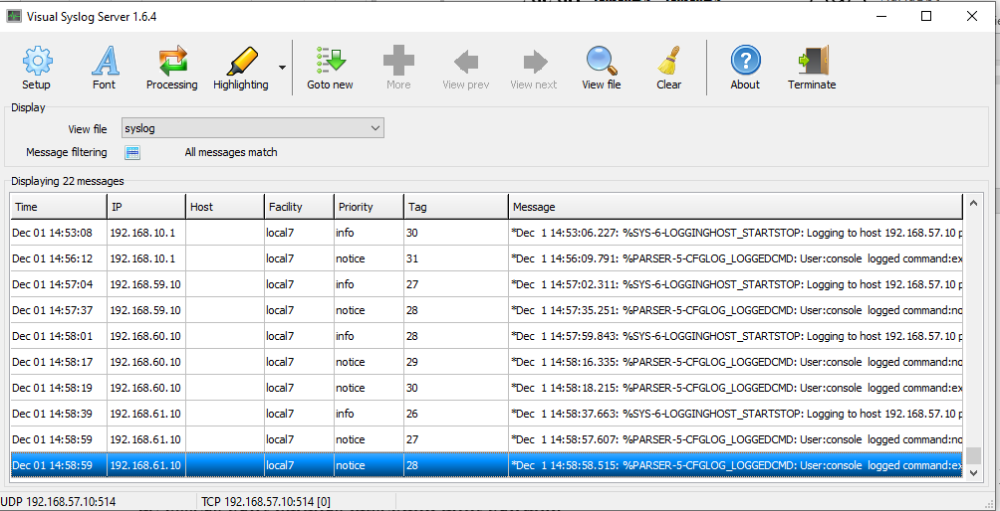 Visual Syslog Server 1.6.4
Setup Font Processing Highlighting Goto new More View prev View next View file Clear About Terminate
Display
View file syslog
Message filtering All messages match
Displaying 22 messages
Time IP Host Facility Priority Tag Message
Dec 01 14:53:08 192.168.10.1 local7 info 30 *Dec 1 14:53:06.227: %SYS-6-LOGGINGHOST_STARTSTOP: Logging to host 192.168.57.10 p
Dec 01 14:56:12 192.168.10.1 local7 notice 31 *Dec 1 14:56:09.791: %PARSER-5-CFGLOG_LOGGEDCMD: User:console logged command:ex
Dec 01 14:57:04 192.168.59.10 local7 info 27 *Dec 1 14:57:02.311: %SYS-6-LOGGINGHOST_STARTSTOP: Logging to host 192.168.57.10 p
Dec 01 14:57:37 192.168.59.10 local7 notice 28 *Dec 1 14:57:35.251: %PARSER-5-CFGLOG_LOGGEDCMD: User:console logged command:no
Dec 01 14:58:01 192.168.60.10 local7 info 28 *Dec 1 14:57:59.843: %SYS-6-LOGGINGHOST_STARTSTOP: Logging to host 192.168.57.10 p
Dec 01 14:58:17 192.168.60.10 local7 notice 29 *Dec 1 14:58:16.335: %PARSER-5-CFGLOG_LOGGEDCMD: User:console logged command:no
Dec 01 14:58:19 192.168.60.10 local7 notice 30 *Dec 1 14:58:18.215: %PARSER-5-CFGLOG_LOGGEDCMD: User:console logged command:ex
Dec 01 14:58:39 192.168.61.10 local7 info 26 *Dec 1 14:58:37.663: %SYS-6-LOGGINGHOST_STARTSTOP: Logging to host 192.168.57.10 p
Dec 01 14:58:59 192.168.61.10 local7 notice 27 *Dec 1 14:58:57.607: %PARSER-5-CFGLOG_LOGGEDCMD: User:console logged command:no
Dec 01 14:58:59 192.168.61.10 local7 notice 28 *Dec 1 14:58:58.515: %PARSER-5-CFGLOG_LOGGEDCMD: User:console logged command:ex
UDP 192.168.57.10:514 TCP 192.168.57.10:514 [0]